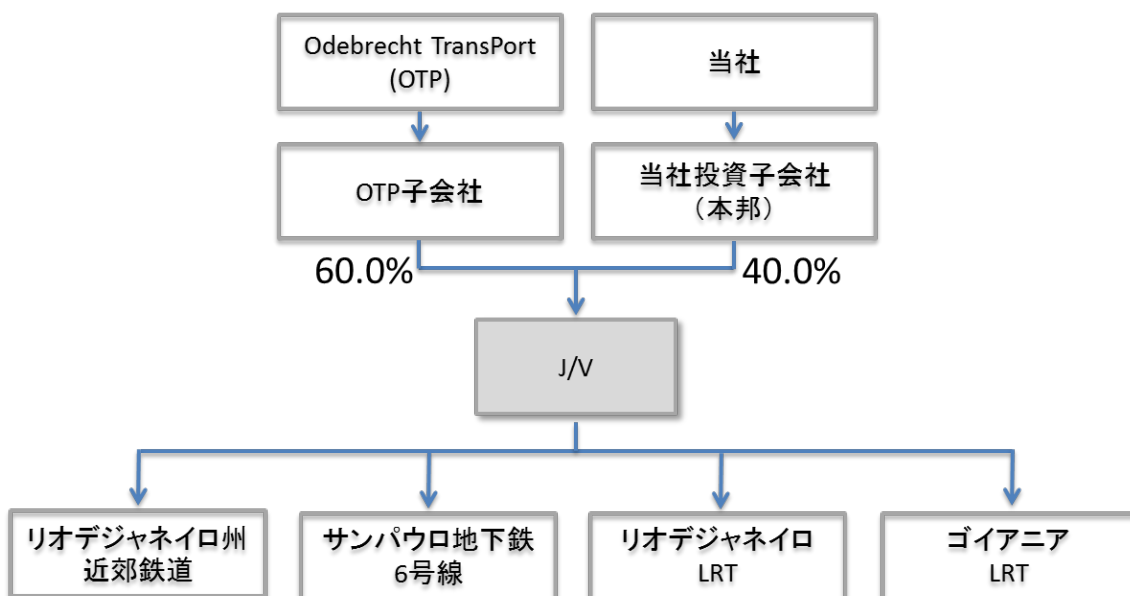 Odebrecht TransPort
(OTP)
当社
OTP子会社
当社投資子会社
（本邦）
60.0%
40.0%
J/V
リオデジャネイロ州
近郊鉄道
サンパウロ地下鉄
6号線
リオデジャネイロ
LRT
ゴイアニア
LRT